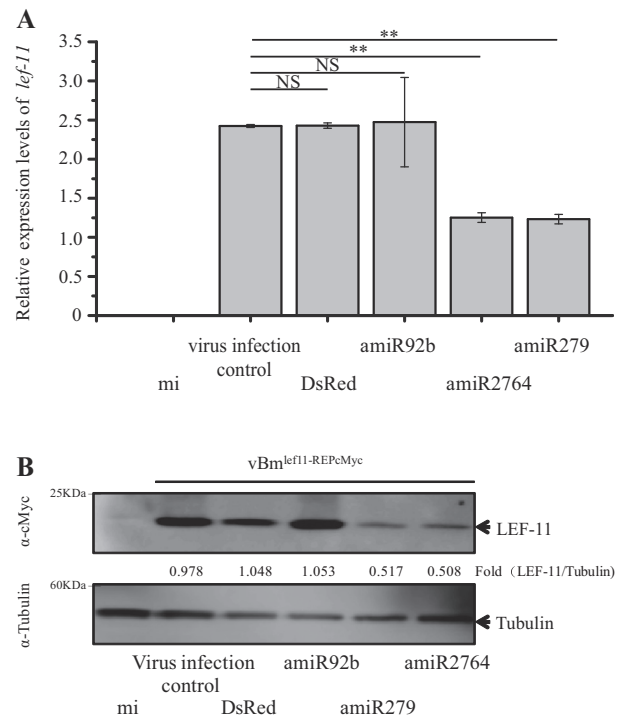 A
Relative expression levels of lef-11
3.5
3.0
2.5
2.0
1.5
1.0
0.5
0
**
**
NS
NS
virus infection control
amiR92b
amiR279
mi
DsRed
amiR2764
B
vBm^lef11-REPcMyc
25KDa
α-cMyc
LEF-11
0.978 1.048 1.053 0.517 0.508 Fold (LEF-11/Tubulin)
60KDa
α-Tubulin
Tubulin
Virus infection control
amiR92b
amiR2764
mi
DsRed
amiR279